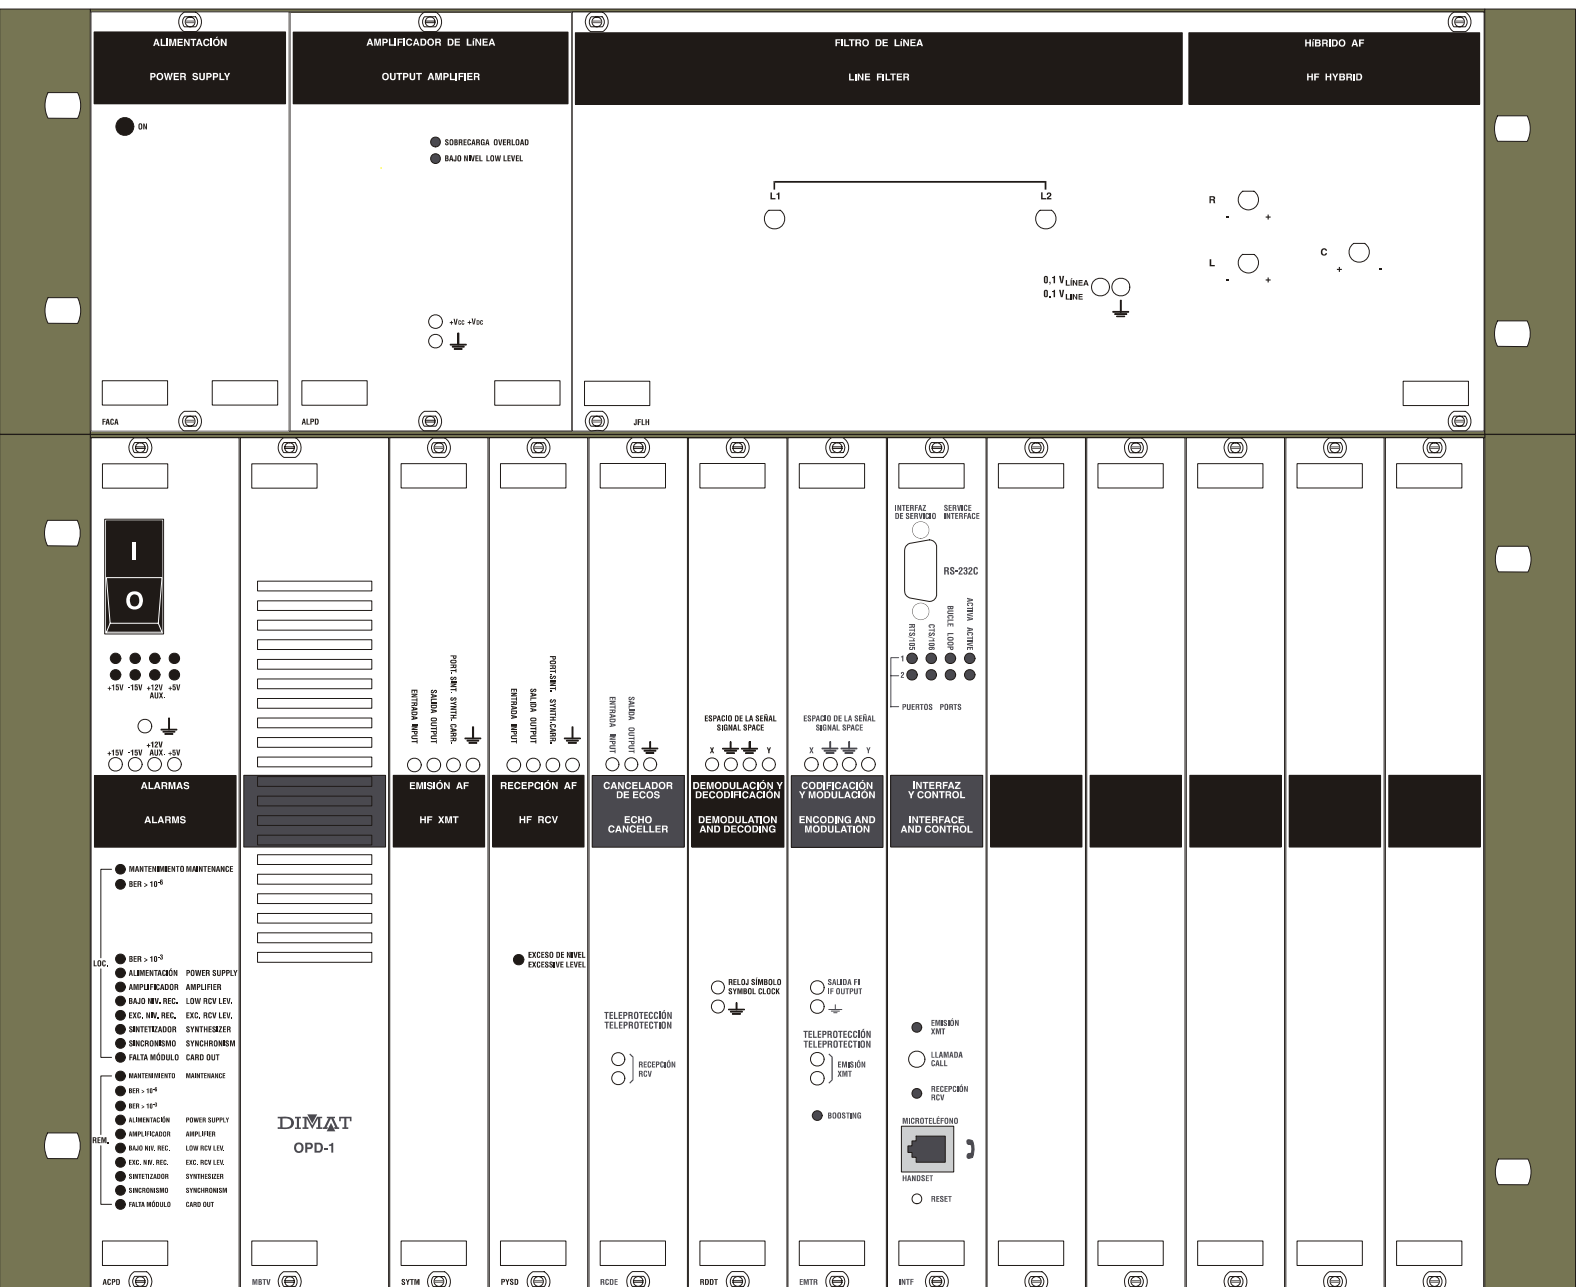 ALIMENTACIÓN
POWER SUPPLY
ON
FACA
AMPLIFICADOR DE LíNEA
OUTPUT AMPLIFIER
SOBRECARGA OVERLOAD
BAJO NIVEL LOW LEVEL
+Vcc +Vdc
ALPD
FILTRO DE LíNEA
LINE FILTER
L1
L2
0,1 V LÍNEA
0.1 V LINE
JFLH
HíBRIDO AF
HF HYBRID
R
- +
L
- +
C
+ -
I
O
+15V -15V +12V +5V
AUX.
+12V
+15V -15V AUX. +5V
ALARMAS
ALARMS
LOC.
MANTENIMIENTO MAINTENANCE
BER > 10-6
BER > 10-3
ALIMENTACIÓN POWER SUPPLY
AMPLIFICADOR AMPLIFIER
BAJO NIV. REC. LOW RCV LEV.
EXC. NIV. REC. EXC. RCV LEV.
SINTETIZADOR SYNTHESIZER
SINCRONISMO SYNCHRONISM
FALTA MÓDULO CARD OUT
REM.
MANTENIMIENTO MAINTENANCE
BER > 10-6
BER > 10-3
ALIMENTACIÓN POWER SUPPLY
AMPLIFICADOR AMPLIFIER
BAJO NIV. REC. LOW RCV LEV.
EXC. NIV. REC. EXC. RCV LEV.
SINTETIZADOR SYNTHESIZER
SINCRONISMO SYNCHRONISM
FALTA MÓDULO CARD OUT
ACPD
DIMAT
OPD-1
MBTV
ENTRADA INPUT
SALIDA OUTPUT
PORT. SINT. SYNTH. CARR.
EMISIÓN AF
HF XMT
SYTM
ENTRADA INPUT
SALIDA OUTPUT
PORT.SINT. SYNTH.CARR.
RECEPCIÓN AF
HF RCV
EXCESO DE NIVEL
EXCESSIVE LEVEL
PYSD
ENTRADA INPUT
SALIDA OUTPUT
CANCELADOR
DE ECOS
ECHO
CANCELLER
TELEPROTECCIÓN
TELEPROTECTION
RECEPCIÓN
RCV
RCDE
ESPACIO DE LA SEÑAL
SIGNAL SPACE
X Y
DEMODULACIÓN Y
DECODIFICACIÓN
DEMODULATION
AND DECODING
RELOJ SÍMBOLO
SYMBOL CLOCK
RDDT
ESPACIO DE LA SEÑAL
SIGNAL SPACE
X Y
CODIFICACIÓN
Y MODULACIÓN
ENCODING AND
MODULATION
SALIDA FI
IF OUTPUT
TELEPROTECCIÓN
TELEPROTECTION
EMISIÓN
XMT
BOOSTING
EMTR
INTERFAZ SERVICE
DE SERVICIO INTERFACE
RS-232C
RTS/105
CTS/106
BUCLE LOOP
ACTIVA ACTIVE
1
2
PUERTOS PORTS
INTERFAZ
Y CONTROL
INTERFACE
AND CONTROL
EMISIÓN
XMT
LLAMADA
CALL
RECEPCIÓN
RCV
MICROTELÉFONO
HANDSET
RESET
INTF